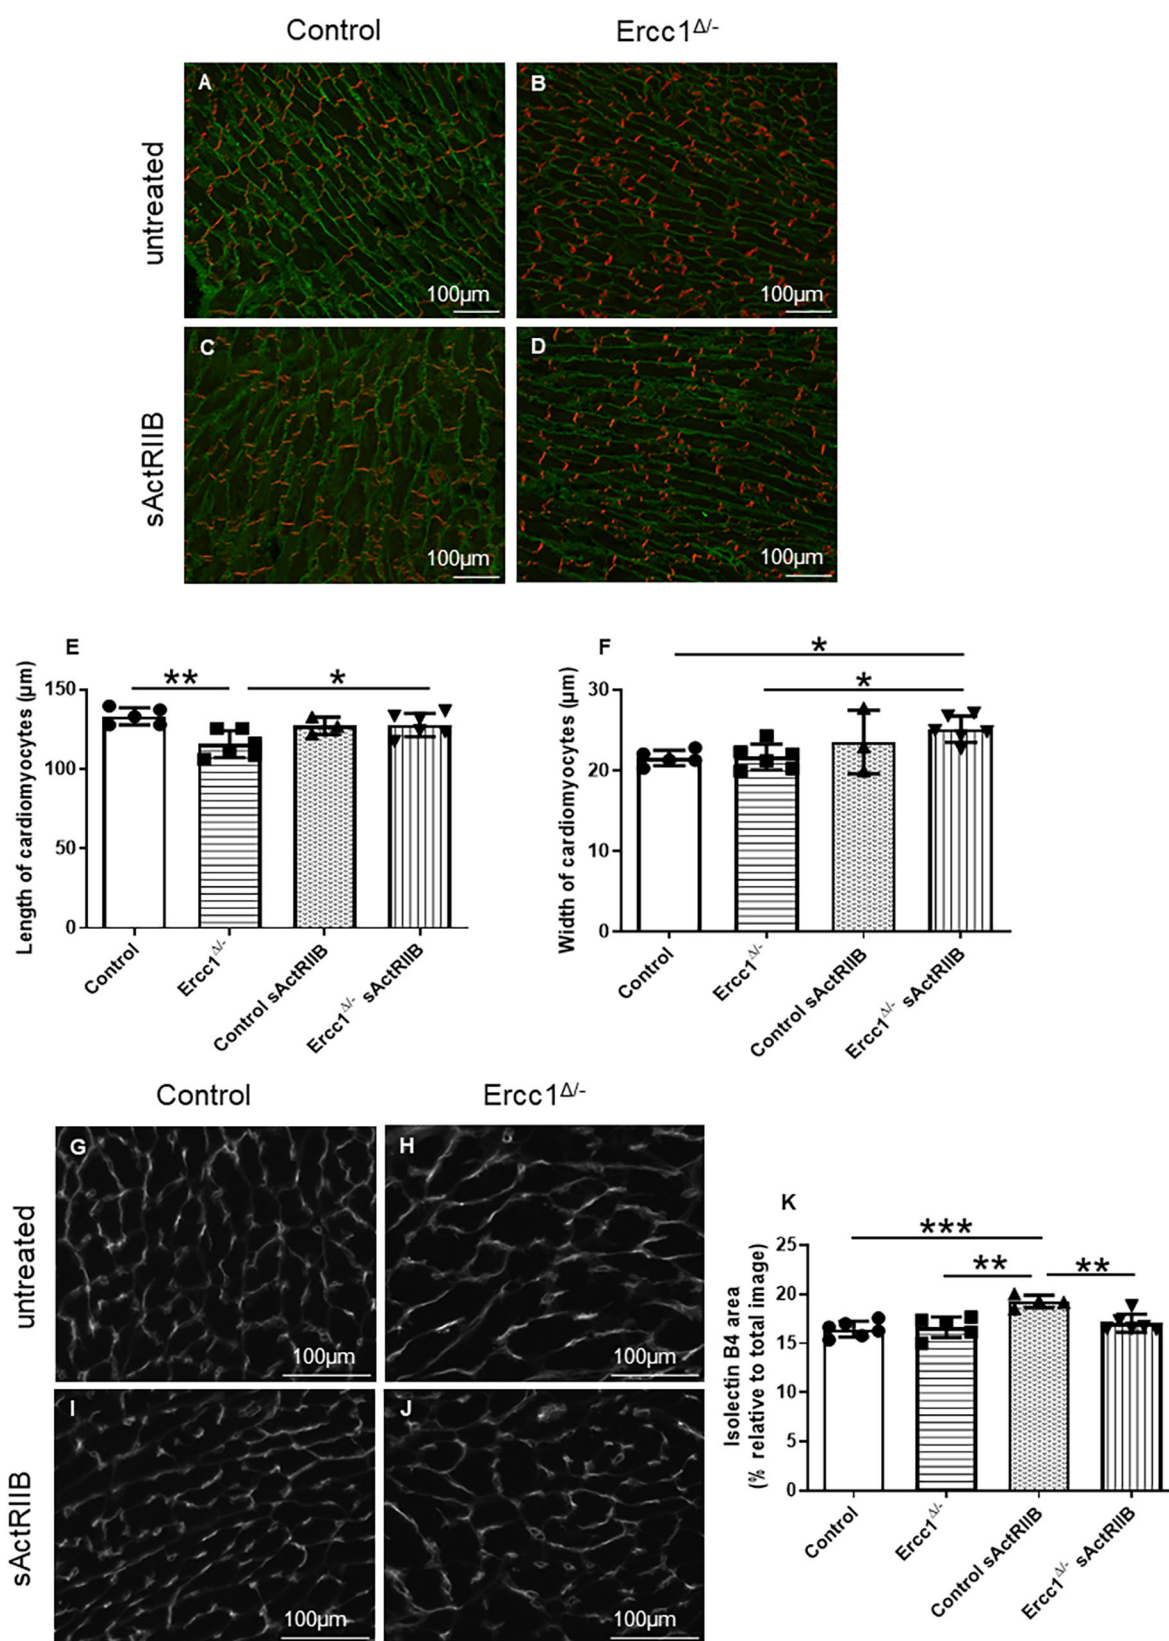 Control Ercc1Δ/-
untreated
A
100µm
B
100µm
sActRIIB
C
100µm
D
100µm
E
Length of cardiomyocytes (µm)
150
100
50
0
**
*
Control
Ercc1Δ/-
Control sActRIIB
Ercc1Δ/- sActRIIB
F
Width of cardiomyocytes (µm)
30
20
10
0
*
*
Control
Ercc1Δ/-
Control sActRIIB
Ercc1Δ/- sActRIIB
Control Ercc1Δ/-
untreated
G
100µm
H
100µm
sActRIIB
I
100µm
J
100µm
K
Isolectin B4 area
(% relative to total image)
25
20
15
10
5
0
***
**
**
Control
Ercc1Δ/-
Control sActRIIB
Ercc1Δ/- sActRIIB